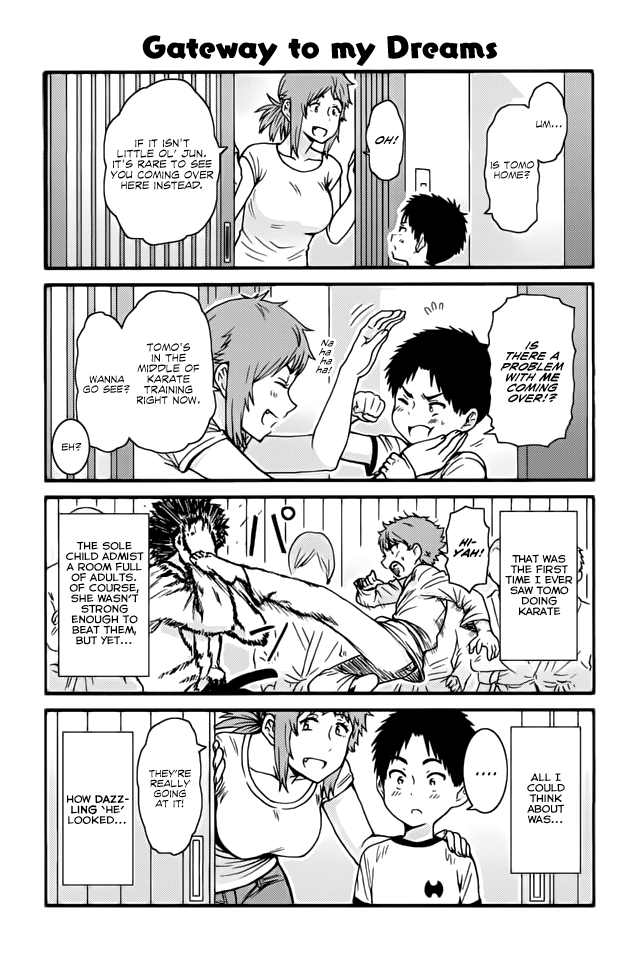 Gateway to my Dreams
UM...
IS TOMO
HOME?
OH!
IF IT ISN'T
LITTLE OL' JUN.
IT'S RARE TO SEE
YOU COMING OVER
HERE INSTEAD.
IS
THERE A
PROBLEM
WITH ME
COMING
OVER!?
Na
ha
ha
ha!
TOMO'S
IN THE
MIDDLE OF
KARATE
TRAINING
RIGHT NOW.
WANNA
GO SEE?
EH?
THAT WAS
THE FIRST
TIME I EVER
SAW TOMO
DOING
KARATE
HI-
YAH!
パ
THE SOLE
CHILD ADMIST
A ROOM FULL
OF ADULTS.
OF COURSE,
SHE WASN'T
STRONG
ENOUGH TO
BEAT THEM,
BUT YET...
ALL I
COULD
THINK
ABOUT
WAS...
....
THEY'RE
REALLY
GOING
AT IT!
HOW DAZZ-
LING 'HE'
LOOKED...